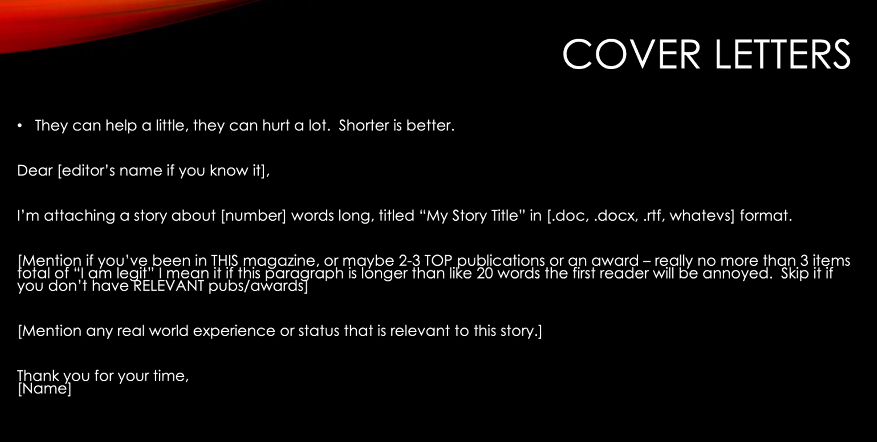 COVER LETTERS
• They can help a little, they can hurt a lot.  Shorter is better.
Dear [editor’s name if you know it],
I’m attaching a story about [number] words long, titled “My Story Title” in [.doc, .docx, .rtf, whatevs] format.
[Mention if you’ve been in THIS magazine, or maybe 2-3 TOP publications or an award – really no more than 3 items
total of “I am legit” I mean it if this paragraph is longer than like 20 words the first reader will be annoyed.  Skip it if
you don’t have RELEVANT pubs/awards]
[Mention any real world experience or status that is relevant to this story.]
Thank you for your time,
[Name]